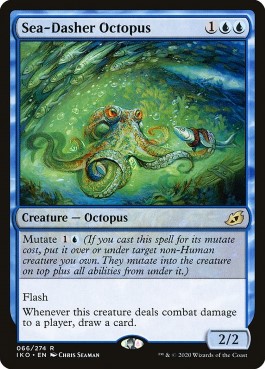 Sea-Dasher Octopus 1
Creature — Octopus
Mutate 1 (If you cast this spell for its mutate
cost, put it over or under target non-Human
creature you own. They mutate into the creature
on top plus all abilities from under it.)
Flash
Whenever this creature deals combat damage
to a player, draw a card.
2/2
066/274 R
IKO • EN CHRIS SEAMAN
™ & © 2020 Wizards of the Coast